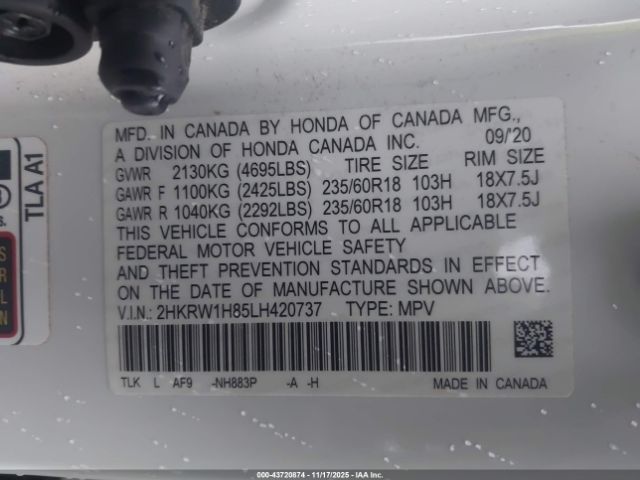 MFD. IN CANADA BY HONDA OF CANADA MFG.,
A DIVISION OF HONDA CANADA INC. 09/'20
GVWR 2130KG (4695LBS) TIRE SIZE RIM SIZE
GAWR F 1100KG (2425LBS) 235/60R18 103H 18X7.5J
GAWR R 1040KG (2292LBS) 235/60R18 103H 18X7.5J
THIS VEHICLE CONFORMS TO ALL APPLICABLE
FEDERAL MOTOR VEHICLE SAFETY
AND THEFT PREVENTION STANDARDS IN EFFECT
ON THE DATE OF MANUFACTURE SHOWN ABOVE.
V.I.N.: 2HKRW1H85LH420737 TYPE: MPV
TLK L AF9 -NH883P -A -H MADE IN CANADA
TLA A1
00-43720874 | 11/17/2025 | IAA Inc.